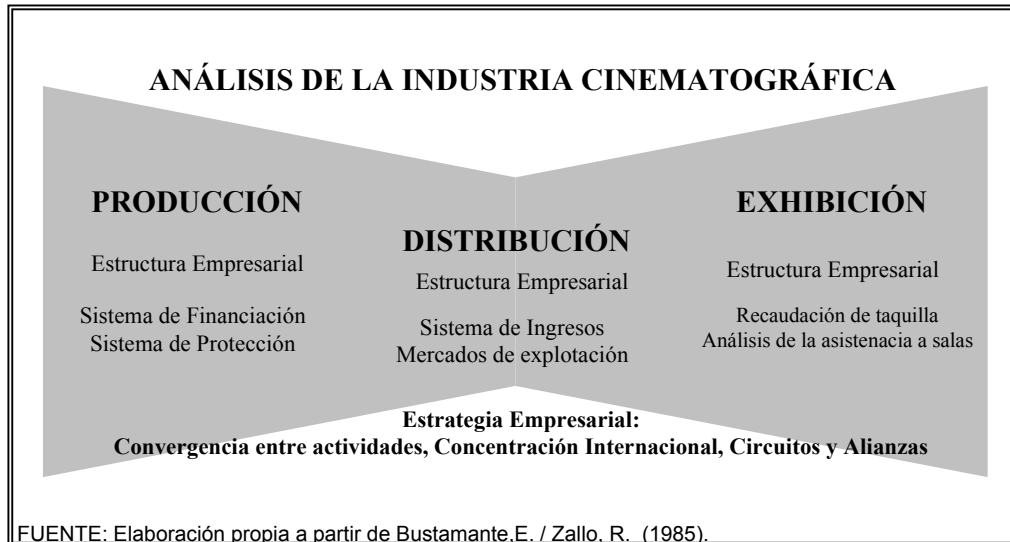 ANÁLISIS DE LA INDUSTRIA CINEMATOGRÁFICA
PRODUCCIÓN
Estructura Empresarial
Sistema de Financiación
Sistema de Protección
DISTRIBUCIÓN
Estructura Empresarial
Sistema de Ingresos
Mercados de explotación
EXHIBICIÓN
Estructura Empresarial
Recaudación de taquilla
Análisis de la asistenacia a salas
Estrategia Empresarial:
Convergencia entre actividades, Concentración Internacional, Circuitos y Alianzas
FUENTE: Elaboración propia a partir de Bustamante,E. / Zallo, R. (1985).